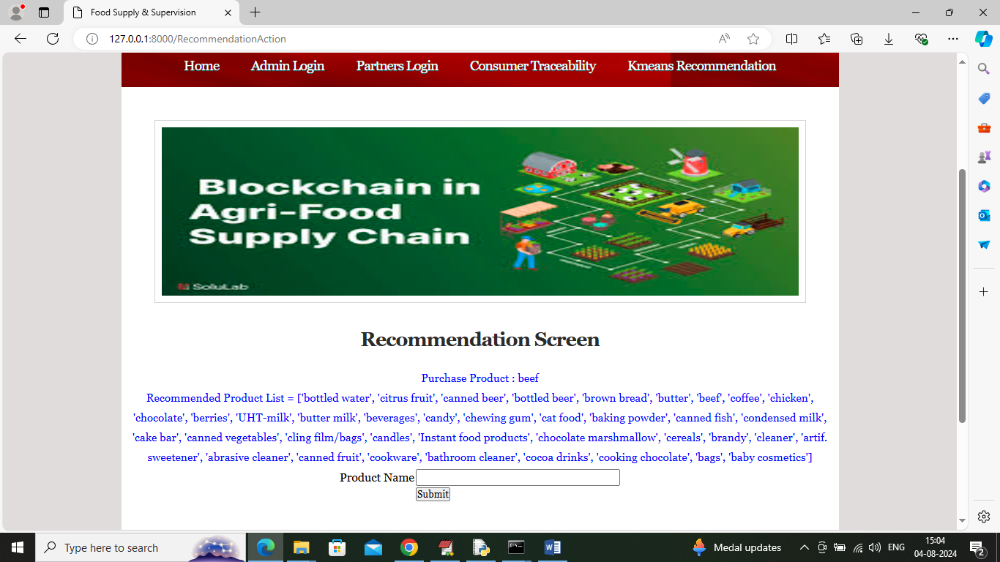 Food Supply & Supervision
127.0.0.1:8000/RecommendationAction
Home Admin Login Partners Login Consumer Traceability Kmeans Recommendation
Blockchain in
Agri-Food
Supply Chain
SoluLab
Recommendation Screen
Purchase Product : beef
Recommended Product List = ['bottled water', 'citrus fruit', 'canned beer', 'bottled beer', 'brown bread', 'butter', 'beef', 'coffee', 'chicken',
'chocolate', 'berries', 'UHT-milk', 'butter milk', 'beverages', 'candy', 'chewing gum', 'cat food', 'baking powder', 'canned fish', 'condensed milk',
'cake bar', 'canned vegetables', 'cling film/bags', 'candles', 'Instant food products', 'chocolate marshmallow', 'cereals', 'brandy', 'cleaner', 'artif.
sweetener', 'abrasive cleaner', 'canned fruit', 'cookware', 'bathroom cleaner', 'cocoa drinks', 'cooking chocolate', 'bags', 'baby cosmetics']
Product Name
Submit
Type here to search
Medal updates
ENG
15:04
04-08-2024
2